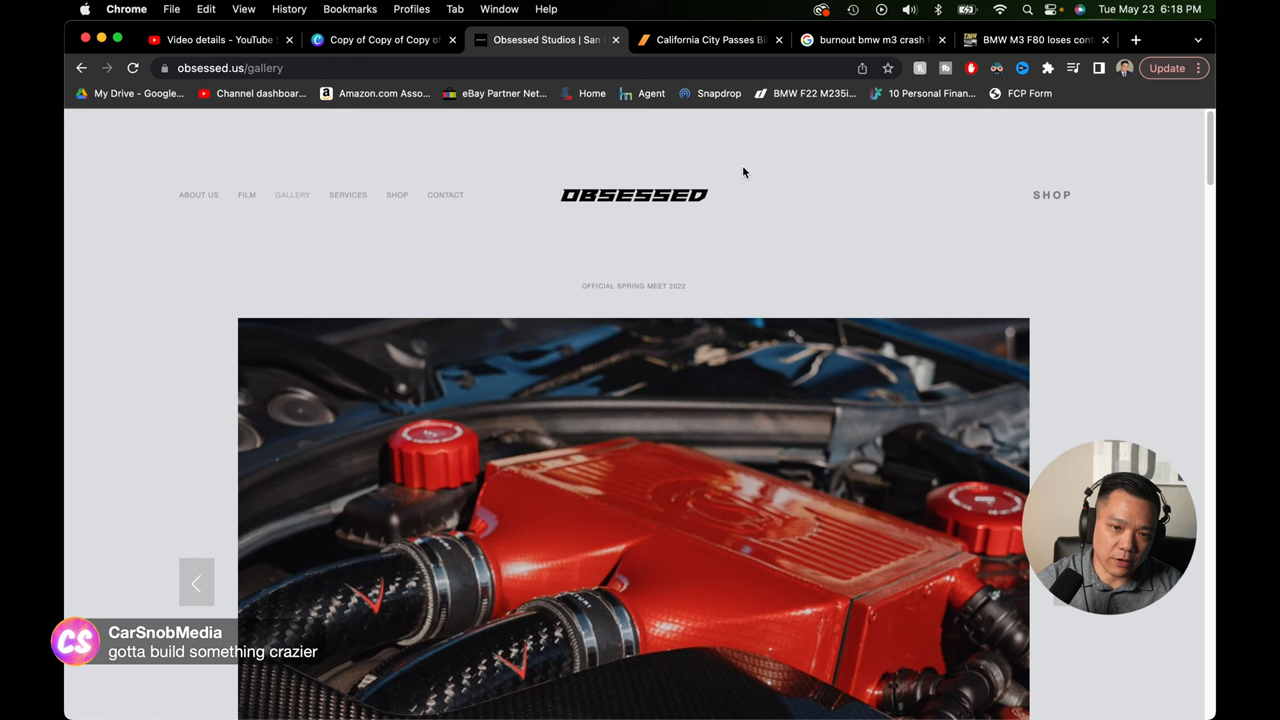 Chrome File Edit View History Bookmarks Profiles Tab Window Help Tue May 23 6:18 PM
Video details - YouTube Copy of Copy of Copy of Obsessed Studios | San California City Passes Bi burnout bmw m3 crash BMW M3 F80 loses con
obsessed.us/gallery Update
My Drive - Google... Channel dashboar... Amazon.com Asso... eBay Partner Net... Home Agent Snapdrop BMW F22 M235i... 10 Personal Finan... FCP Form
ABOUT US FILM GALLERY SERVICES SHOP CONTACT OBSESSED SHOP
OFFICIAL SPRING MEET 2022
CS CarSnobMedia
gotta build something crazier